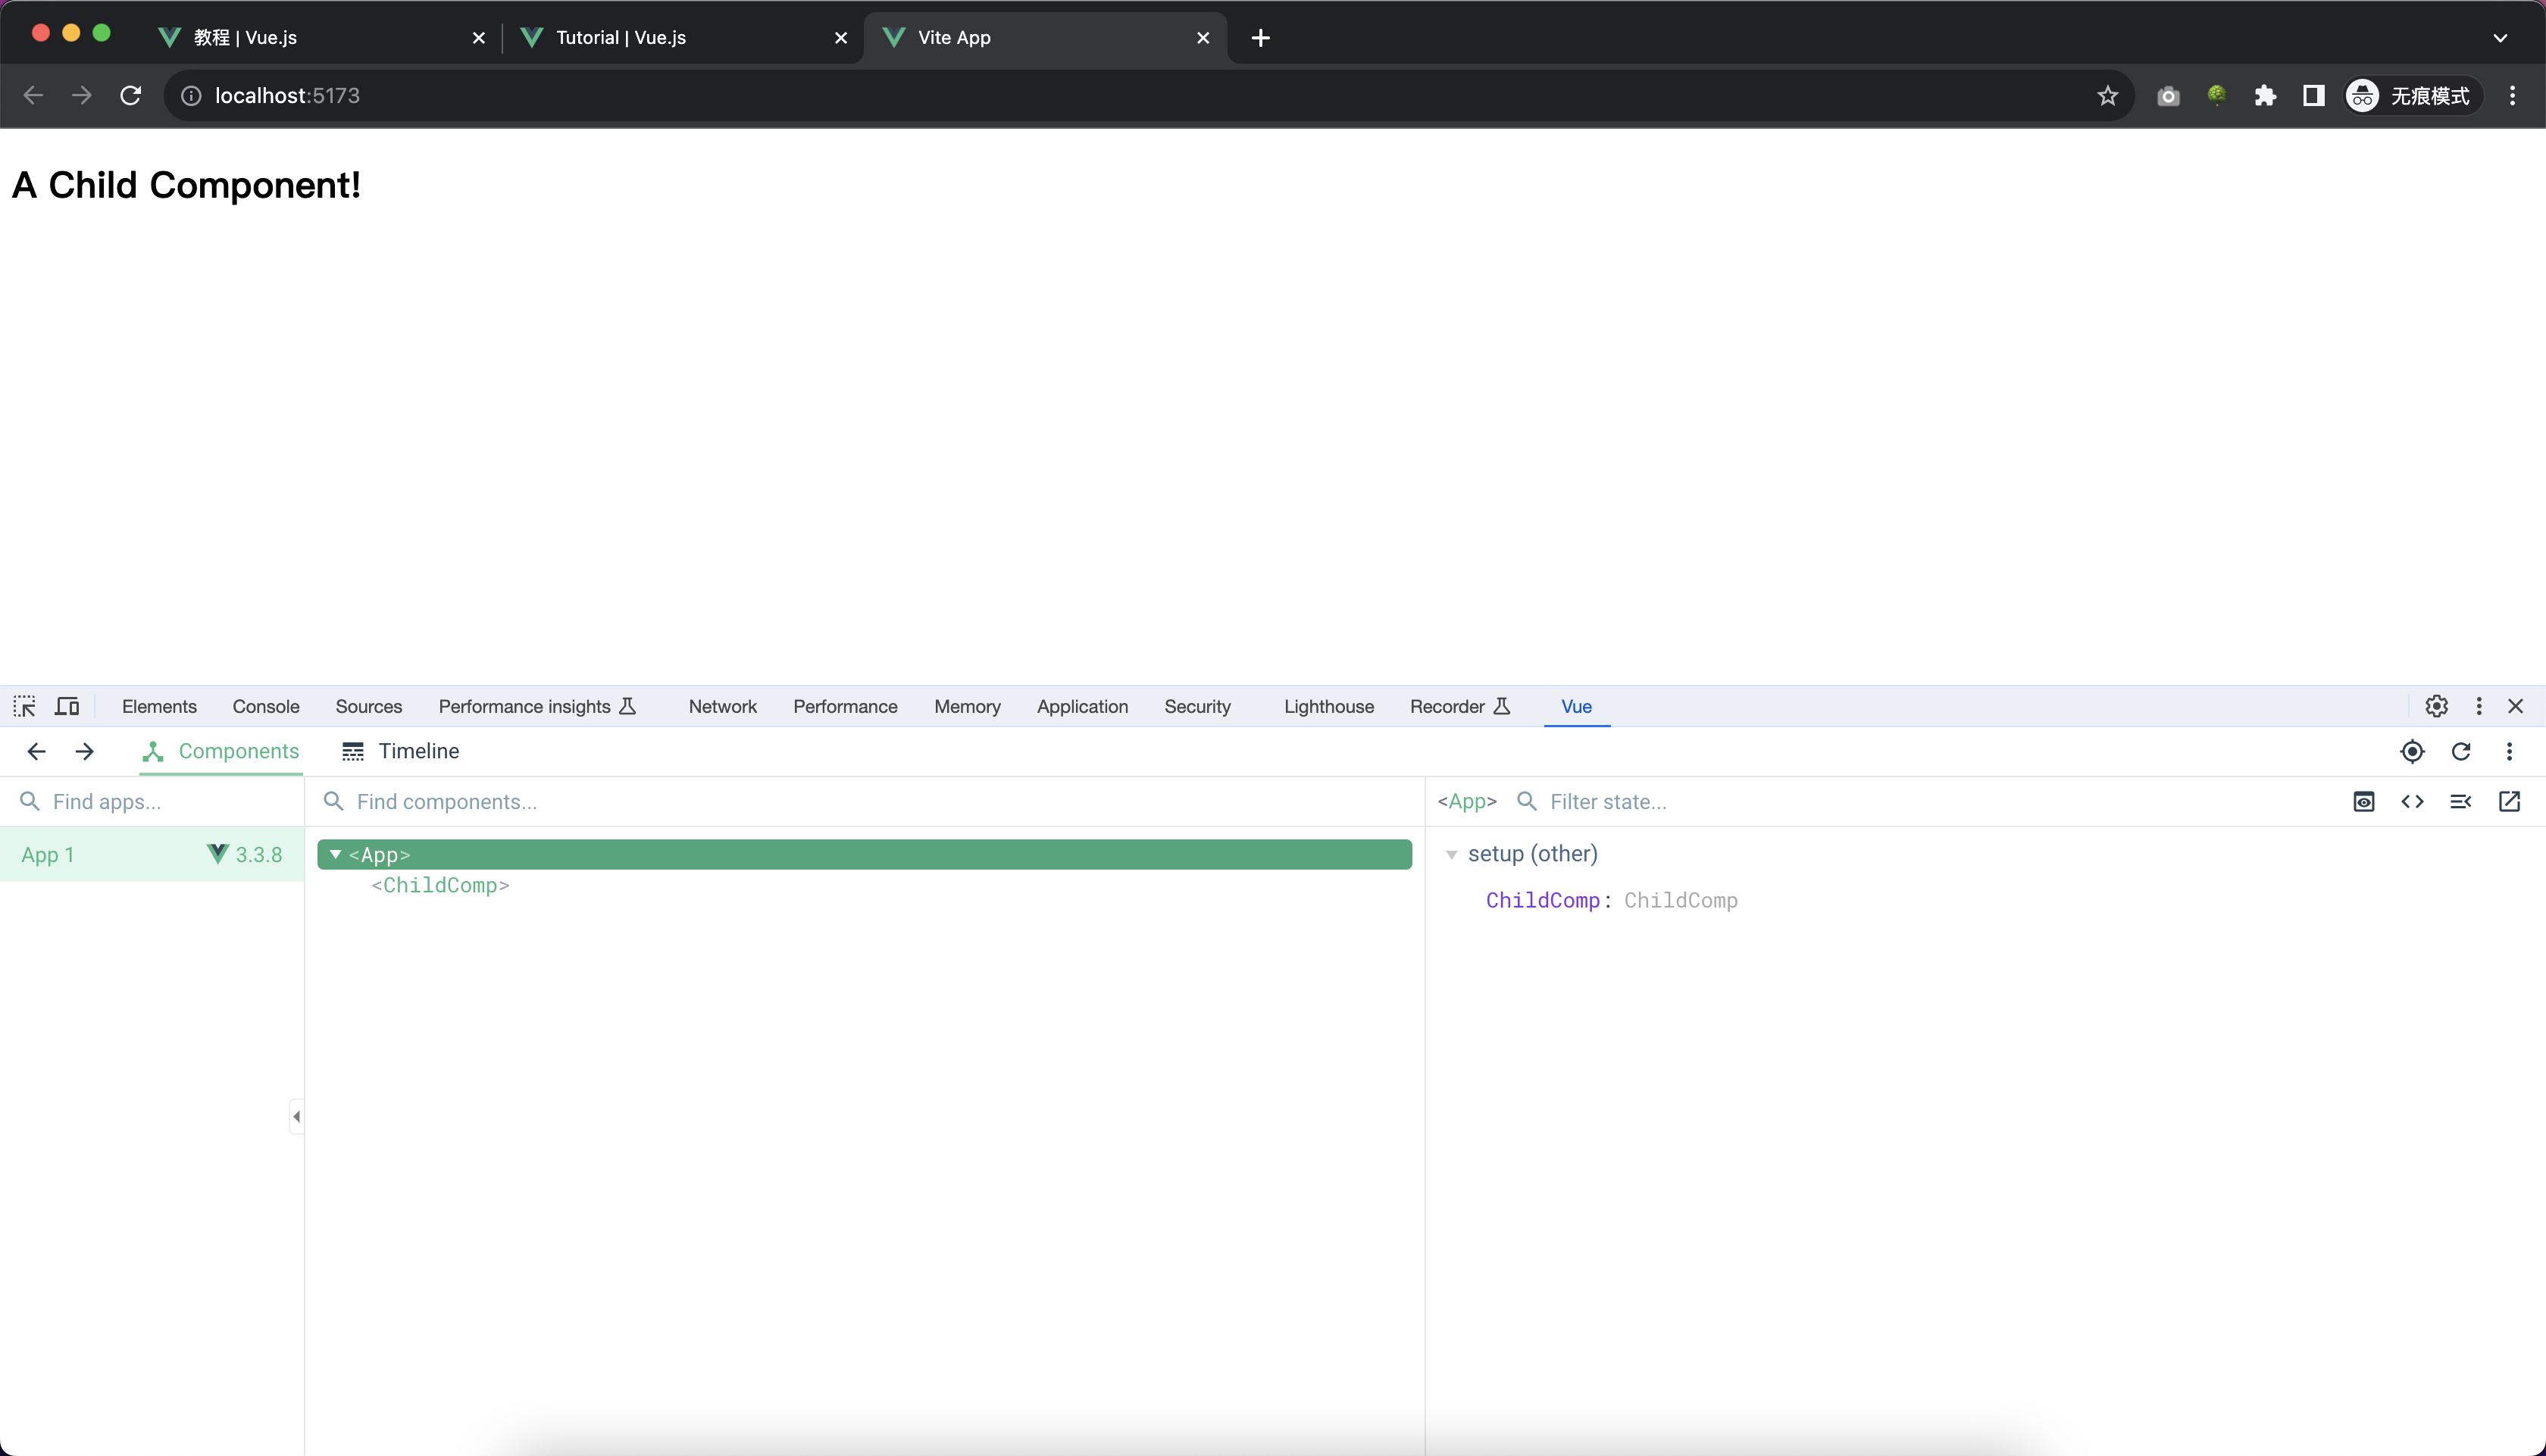 教程 | Vue.js
Tutorial | Vue.js
Vite App
localhost:5173
无痕模式
A Child Component!
Elements Console Sources Performance insights Network Performance Memory Application Security Lighthouse Recorder Vue
Components Timeline
Find apps... Find components... <App> Filter state...
App 1 3.3.8
<App>
<ChildComp>
setup (other)
ChildComp: ChildComp